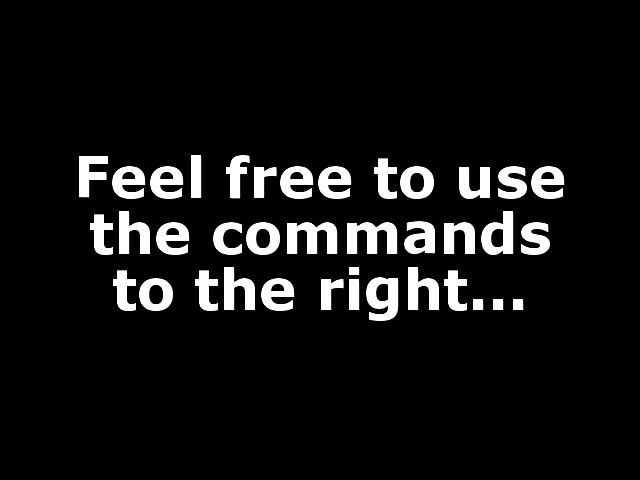 Feel free to use
the commands
to the right...